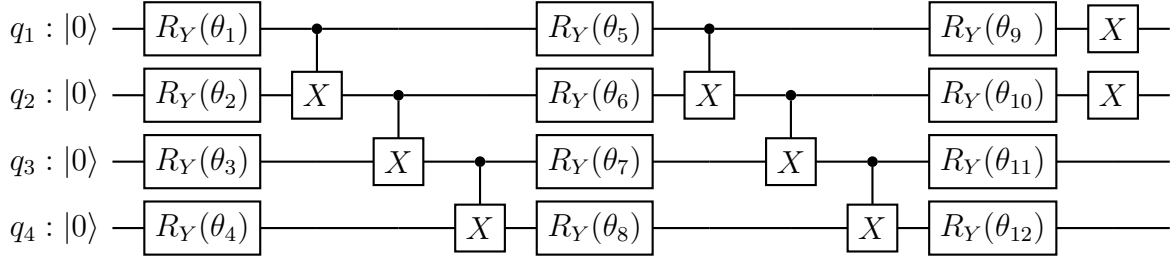 q₁ : |0⟩ R_Y(θ₁) R_Y(θ₅) R_Y(θ₉ ) X
X X
q₂ : |0⟩ R_Y(θ₂) R_Y(θ₆) R_Y(θ₁₀) X
X X
q₃ : |0⟩ R_Y(θ₃) R_Y(θ₇) R_Y(θ₁₁)
X X
q₄ : |0⟩ R_Y(θ₄) R_Y(θ₈) R_Y(θ₁₂)